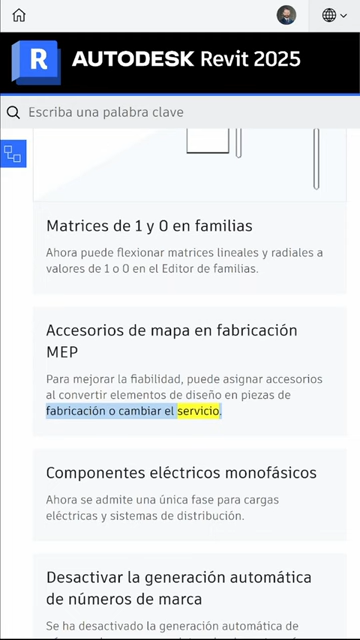 R AUTODESK Revit 2025
Escriba una palabra clave
Matrices de 1 y 0 en familias
Ahora puede flexionar matrices lineales y radiales a
valores de 1 o 0 en el Editor de familias.
Accesorios de mapa en fabricación
MEP
Para mejorar la fiabilidad, puede asignar accesorios
al convertir elementos de diseño en piezas de
fabricación o cambiar el servicio.
Componentes eléctricos monofásicos
Ahora se admite una única fase para cargas
eléctricas y sistemas de distribución.
Desactivar la generación automática
de números de marca
Se ha desactivado la generación automática de